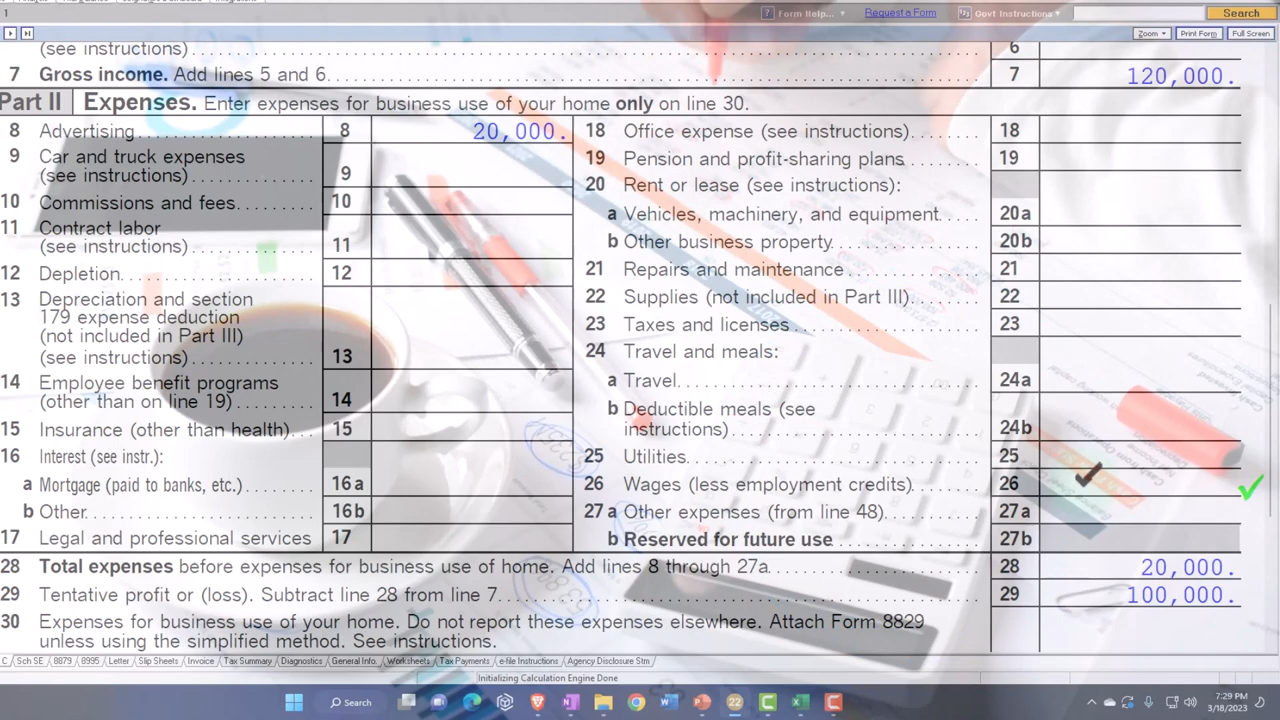 Form Help...
Request a Form
Govt Instructions
Search
1
Zoom
Print Form
Full Screen
(see instructions)
6
7 Gross income. Add lines 5 and 6
7
120,000.
Part II
Expenses. Enter expenses for business use of your home only on line 30.
8 Advertising
8
20,000.
9 Car and truck expenses
(see instructions)
9
10 Commissions and fees
10
11 Contract labor
(see instructions)
11
12 Depletion
12
13 Depreciation and section
179 expense deduction
(not included in Part III)
(see instructions)
13
14 Employee benefit programs
(other than on line 19)
14
15 Insurance (other than health)
15
16 Interest (see instr.):
a Mortgage (paid to banks, etc.)
16a
b Other
16b
17 Legal and professional services
17
18 Office expense (see instructions)
18
19 Pension and profit-sharing plans
19
20 Rent or lease (see instructions):
a Vehicles, machinery, and equipment
20a
b Other business property
20b
21 Repairs and maintenance
21
22 Supplies (not included in Part III)
22
23 Taxes and licenses
23
24 Travel and meals:
a Travel
24a
b Deductible meals (see
instructions)
24b
25 Utilities
25
26 Wages (less employment credits)
26
27a Other expenses (from line 48)
27a
b Reserved for future use
27b
28 Total expenses before expenses for business use of home. Add lines 8 through 27a
28
20,000.
29 Tentative profit or (loss). Subtract line 28 from line 7
29
100,000.
30 Expenses for business use of your home. Do not report these expenses elsewhere. Attach Form 8829
unless using the simplified method. See instructions.
C / Sch SE / 8879 / 8995 / Letter / Slip Sheets / Invoice / Tax Summary / Diagnostics / General Info. / Worksheets / Tax Payments / e-file Instructions / Agency Disclosure Stm
Initializing Calculation Engine Done
Search
22
7:29 PM
3/18/2023